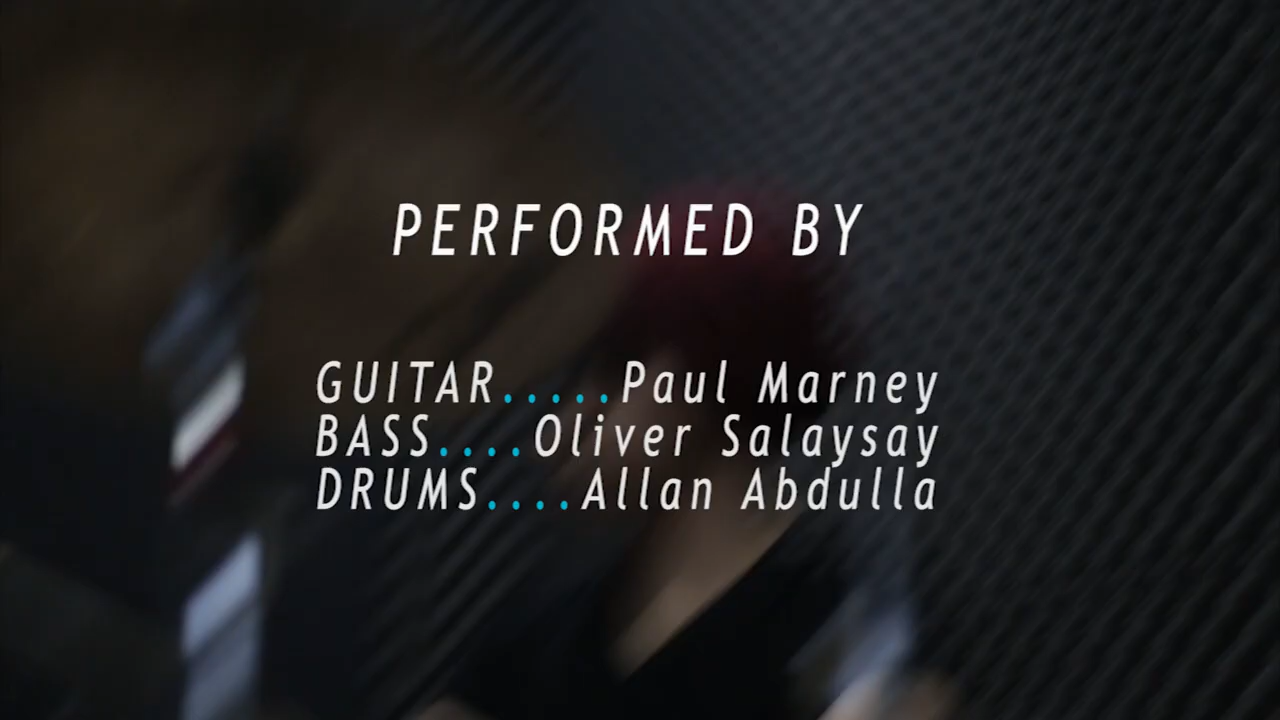 PERFORMED BY
GUITAR.....Paul Marney
BASS....Oliver Salaysay
DRUMS....Allan Abdulla